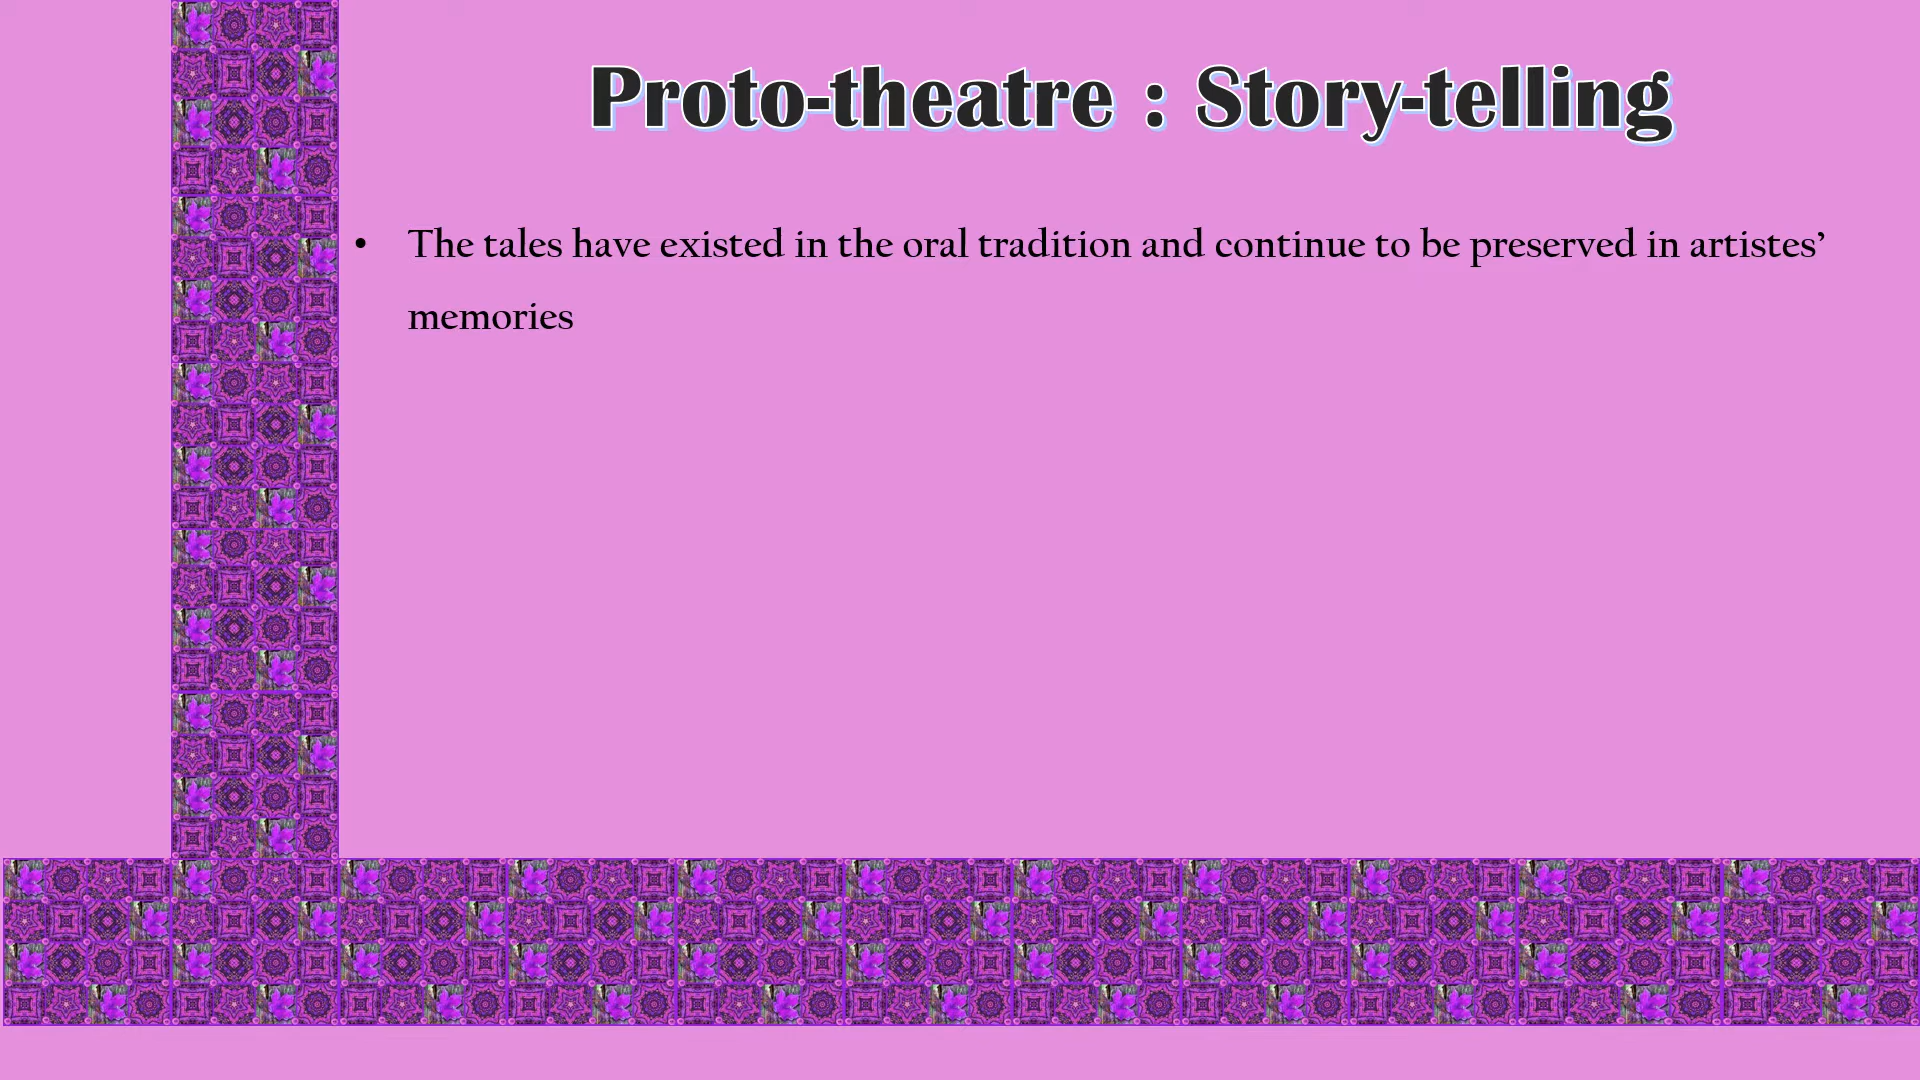 Proto-theatre : Story-telling
• The tales have existed in the oral tradition and continue to be preserved in artistes’
memories